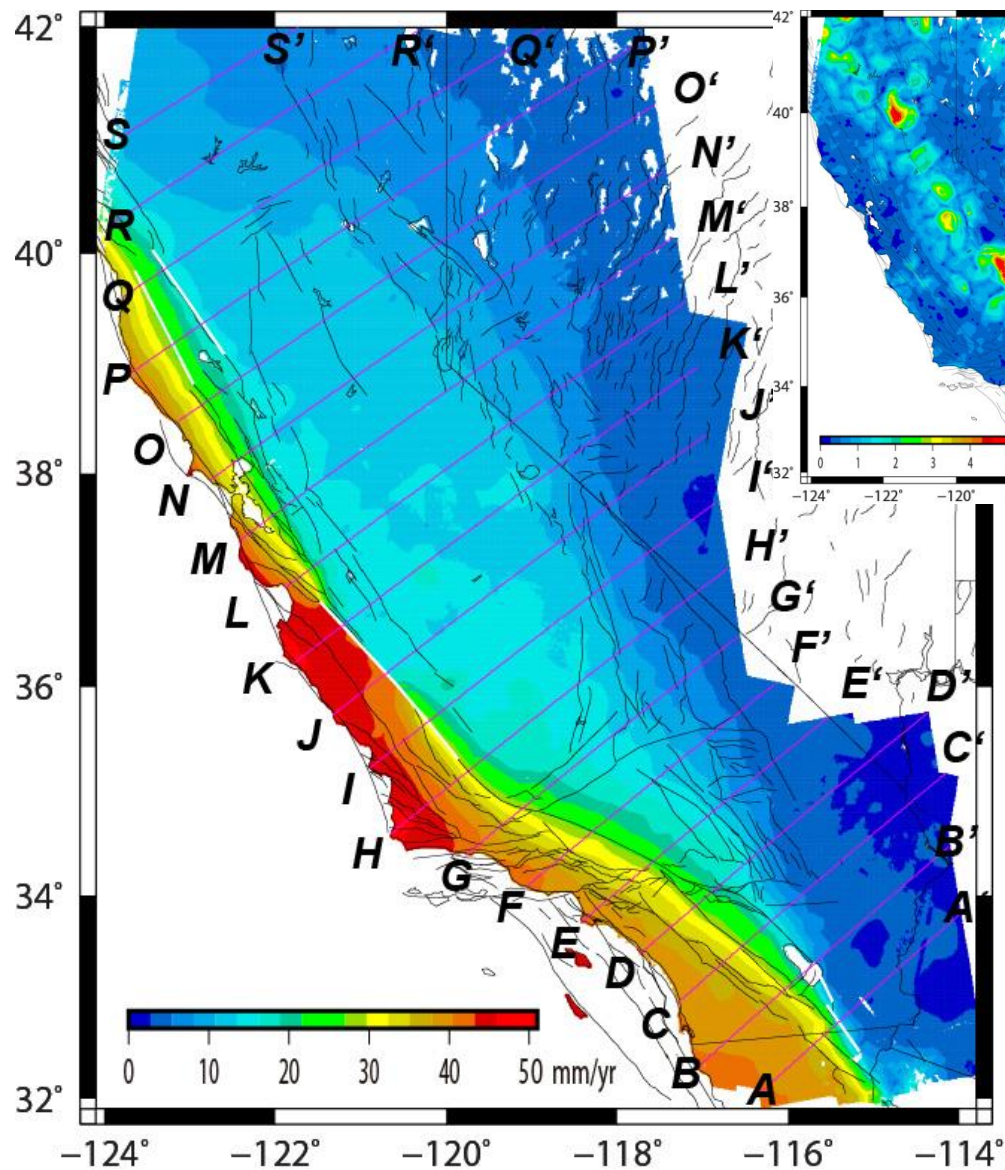 42˚
40˚
38˚
36˚
34˚
32˚
−124˚ −122˚ −120˚ −118˚ −116˚ −114˚
S' R‘ Q‘ P‘ O‘
N’
M‘
L’
K‘
J’
I‘
H’
G‘
F’
E‘ D’
C‘
B’
A‘
S
R
Q
P
O
N
M
L
K
J
I
H
G
F
E
D
C
B
A
0 10 20 30 40 50 mm/yr
42˚
40˚
38˚
36˚
34˚
32˚
0 1 2 3 4
−124˚ −122˚ −120˚